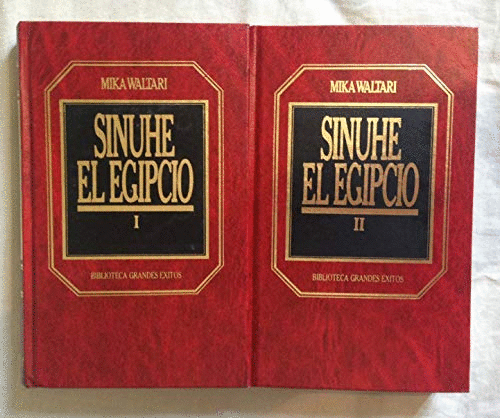 MIKA WALTARI
SINUHE
EL EGIPCIO
I
BIBLIOTECA GRANDES EXITOS
MIKA WALTARI
SINUHE
EL EGIPCIO
II
BIBLIOTECA GRANDES EXITOS